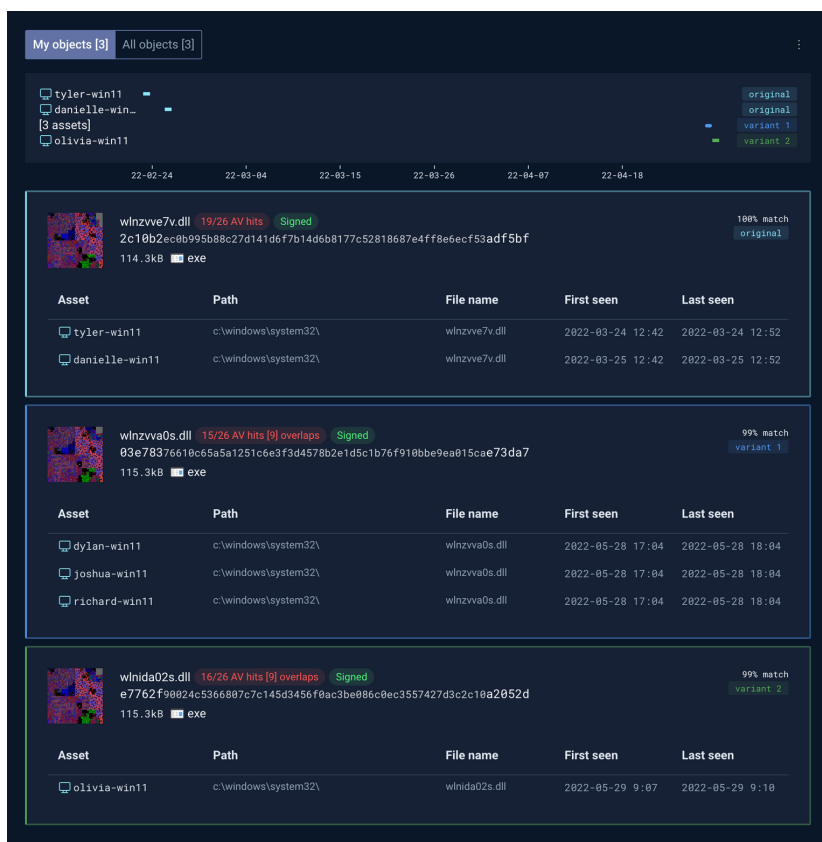 My objects [3] All objects [3]
tyler-win11 original
danielle-win… original
[3 assets] variant 1
olivia-win11 variant 2
22-02-24 22-03-04 22-03-15 22-03-26 22-04-07 22-04-18
wlnzvve7v.dll 19/26 AV hits Signed 100% match
2c10b2ec0b995b88c27d141d6f7b14d6b8177c52818687e4ff8e6ecf53adf5bf original
114.3kB exe
Asset Path File name First seen Last seen
tyler-win11 c:\windows\system32\ wlnzvve7v.dll 2022-03-24 12:42 2022-03-24 12:52
danielle-win11 c:\windows\system32\ wlnzvve7v.dll 2022-03-25 12:42 2022-03-25 12:52
wlnzvva0s.dll 15/26 AV hits [9] overlaps Signed 99% match
03e78376610c65a5a1251c6e3f3d4578b2e1d5c1b76f910bbe9ea015cae73da7 variant 1
115.3kB exe
Asset Path File name First seen Last seen
dylan-win11 c:\windows\system32\ wlnzvva0s.dll 2022-05-28 17:04 2022-05-28 18:04
joshua-win11 c:\windows\system32\ wlnzvva0s.dll 2022-05-28 17:04 2022-05-28 18:04
richard-win11 c:\windows\system32\ wlnzvva0s.dll 2022-05-28 17:04 2022-05-28 18:04
wlnida02s.dll 16/26 AV hits [9] overlaps Signed 99% match
e7762f90024c5366807c7c145d3456f0ac3be086c0ec3557427d3c2c10a2052d variant 2
115.3kB exe
Asset Path File name First seen Last seen
olivia-win11 c:\windows\system32\ wlnida02s.dll 2022-05-29 9:07 2022-05-29 9:10